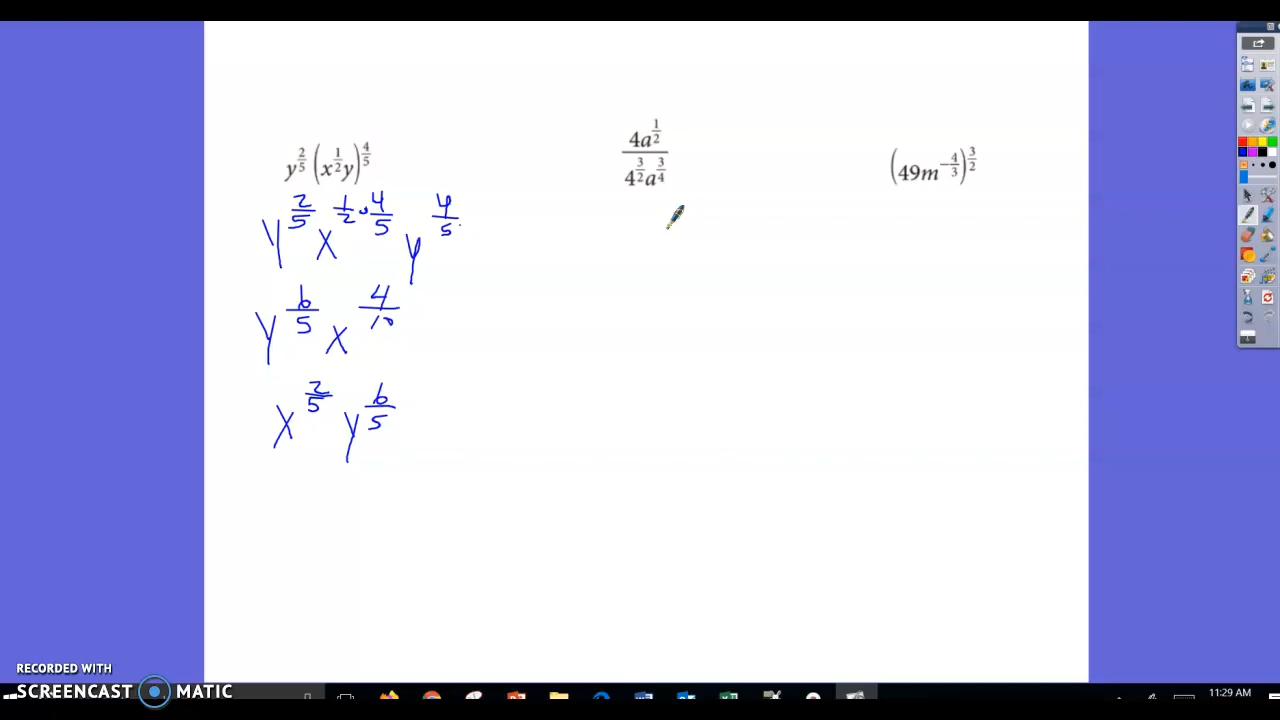 y^{2/5} (x^{1/2}y)^{4/5}
y^{2/5} x^{1/2 · 4/5} y^{4/5}
y^{6/5} x^{4/10}
x^{2/5} y^{6/5}
4a^{1/2} / 4^{3/2}a^{3/4}
(49m^{-4/3})^{3/2}
RECORDED WITH
SCREENCAST MATIC
11:29 AM